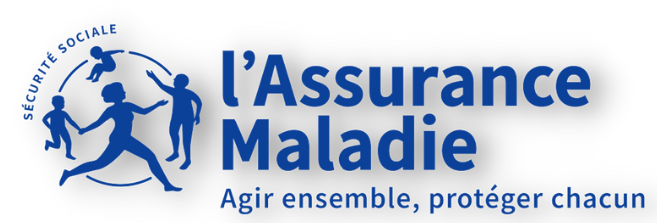 SÉCURITÉ SOCIALE
l’Assurance
Maladie
Agir ensemble, protéger chacun